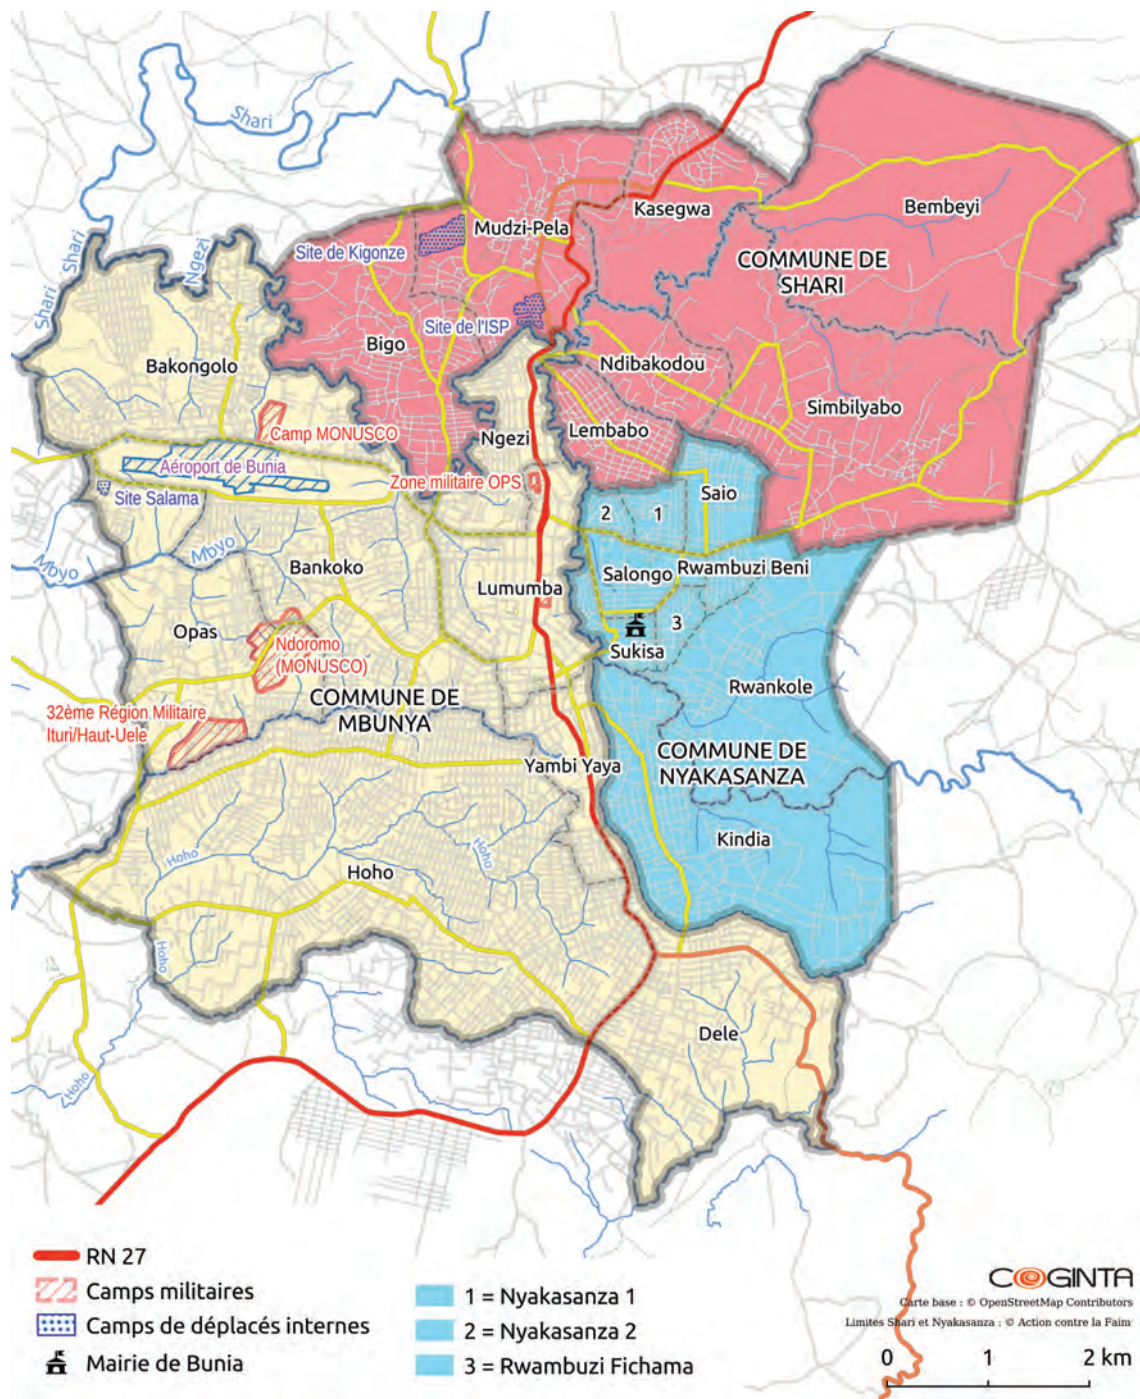 Shari
Shari
Shari
Ngezi
Kasegwa
Bembeyi
Mudzi-Pela
Site de Kigonze
COMMUNE DE
SHARI
Site de l'ISP
Bigo
Bakongolo
Ndibakodou
Simbilyabo
Lembabo
Ngezi
Camp MONUSCO
Aéroport de Bunia
Zone militaire OPS
Site Salama
Saio
2
1
Mbyo
Mbyo
Bankoko
Lumumba
Salongo
Rwambuzi Beni
Opas
3
Ndoromo
(MONUSCO)
Sukisa
Rwankole
COMMUNE DE
MBUNYA
32ème Région Militaire
Ituri/Haut-Uele
COMMUNE DE
NYAKASANZA
Yambi Yaya
Kindia
Hoho
Hoho
Hoho
Hoho
Dele
Hoho
RN 27
Camps militaires
Camps de déplacés internes
Mairie de Bunia
1 = Nyakasanza 1
2 = Nyakasanza 2
3 = Rwambuzi Fichama
COGINTA
Carte base : © OpenStreetMap Contributors
Limites Shari et Nyakasanza : © Action contre la Faim
0 1 2 km